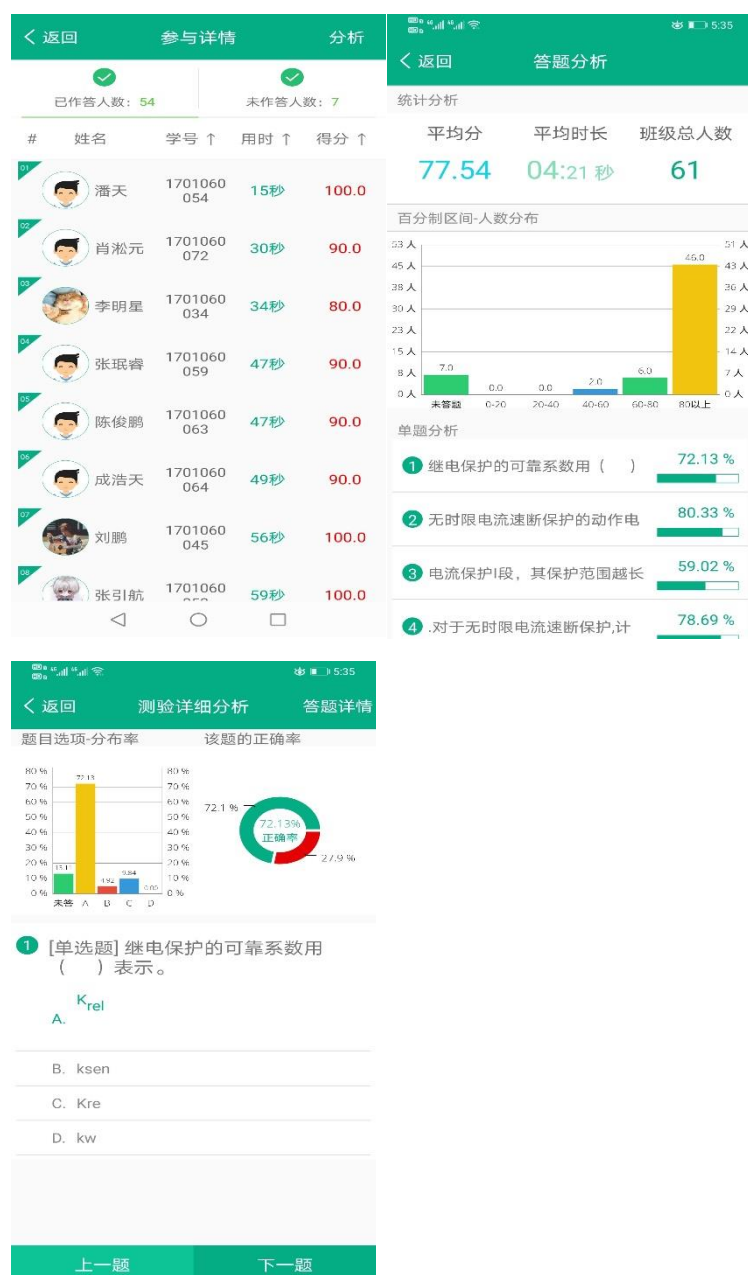 返回 参与详情 分析
已作答人数: 54 未作答人数: 7
# 姓名 学号 ↑ 用时 ↑ 得分 ↑
01 潘天 1701060054 15秒 100.0
02 肖淞元 1701060072 30秒 90.0
03 李明星 1701060034 34秒 80.0
04 张珉睿 1701060059 47秒 90.0
05 陈俊鹏 1701060063 47秒 90.0
06 成浩天 1701060064 49秒 90.0
07 刘鹏 1701060045 56秒 100.0
08 张引航 1701060 59秒 100.0
5:35
返回 答题分析
统计分析
平均分 平均时长 班级总人数
77.54 04:21 秒 61
百分制区间-人数分布
53 人 51 人
45 人 46.0 43 人
38 人 36 人
30 人 29 人
23 人 22 人
15 人 14 人
8 人 7.0 0.0 0.0 2.0 6.0 7 人
0 人 0 人
未答题 0-20 20-40 40-60 60-80 80以上
单题分析
1 继电保护的可靠系数用 ( ) 72.13 %
2 无时限电流速断保护的动作电 80.33 %
3 电流保护I段, 其保护范围越长 59.02 %
4 .对于无时限电流速断保护,计 78.69 %
5:35
返回 测验详细分析 答题详情
题目选项-分布率 该题的正确率
80 % 80 %
70 % 72.13 70 %
60 % 60 %
50 % 50 %
40 % 40 %
30 % 30 %
20 % 20 %
10 % 13.11 4.92 9.84 0.00 10 %
0 % 0 %
未答 A B C D
72.1 %
72.13%
正确率
27.9 %
1 [单选题] 继电保护的可靠系数用
( ) 表示。
A. Krel
B. ksen
C. Kre
D. kw
上一题 下一题